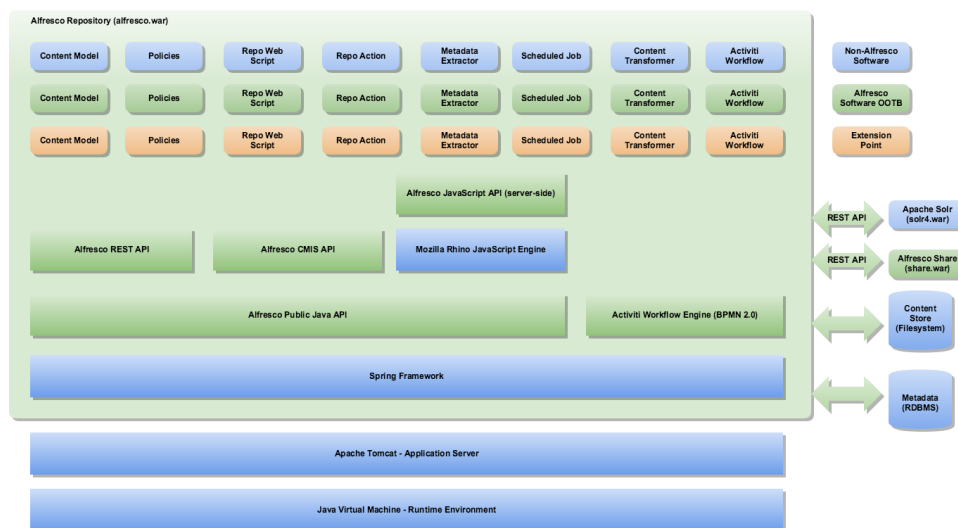 Alfresco Repository (alfresco.war)
Content Model
Policies
Repo Web
Script
Repo Action
Metadata
Extractor
Scheduled Job
Content
Transformer
Activiti
Workflow
Non-Alfresco
Software
Content Model
Policies
Repo Web
Script
Repo Action
Metadata
Extractor
Scheduled Job
Content
Transformer
Activiti
Workflow
Alfresco
Software OOTB
Content Model
Policies
Repo Web
Script
Repo Action
Metadata
Extractor
Scheduled Job
Content
Transformer
Activiti
Workflow
Extension
Point
Alfresco JavaScript API (server-side)
REST API
Apache Solr
(solr4.war)
Alfresco REST API
Alfresco CMIS API
Mozilla Rhino JavaScript Engine
REST API
Alfresco Share
(share.war)
Alfresco Public Java API
Activiti Workflow Engine (BPMN 2.0)
Content
Store
(Filesystem)
Spring Framework
Metadata
(RDBMS)
Apache Tomcat - Application Server
Java Virtual Machine - Runtime Environment